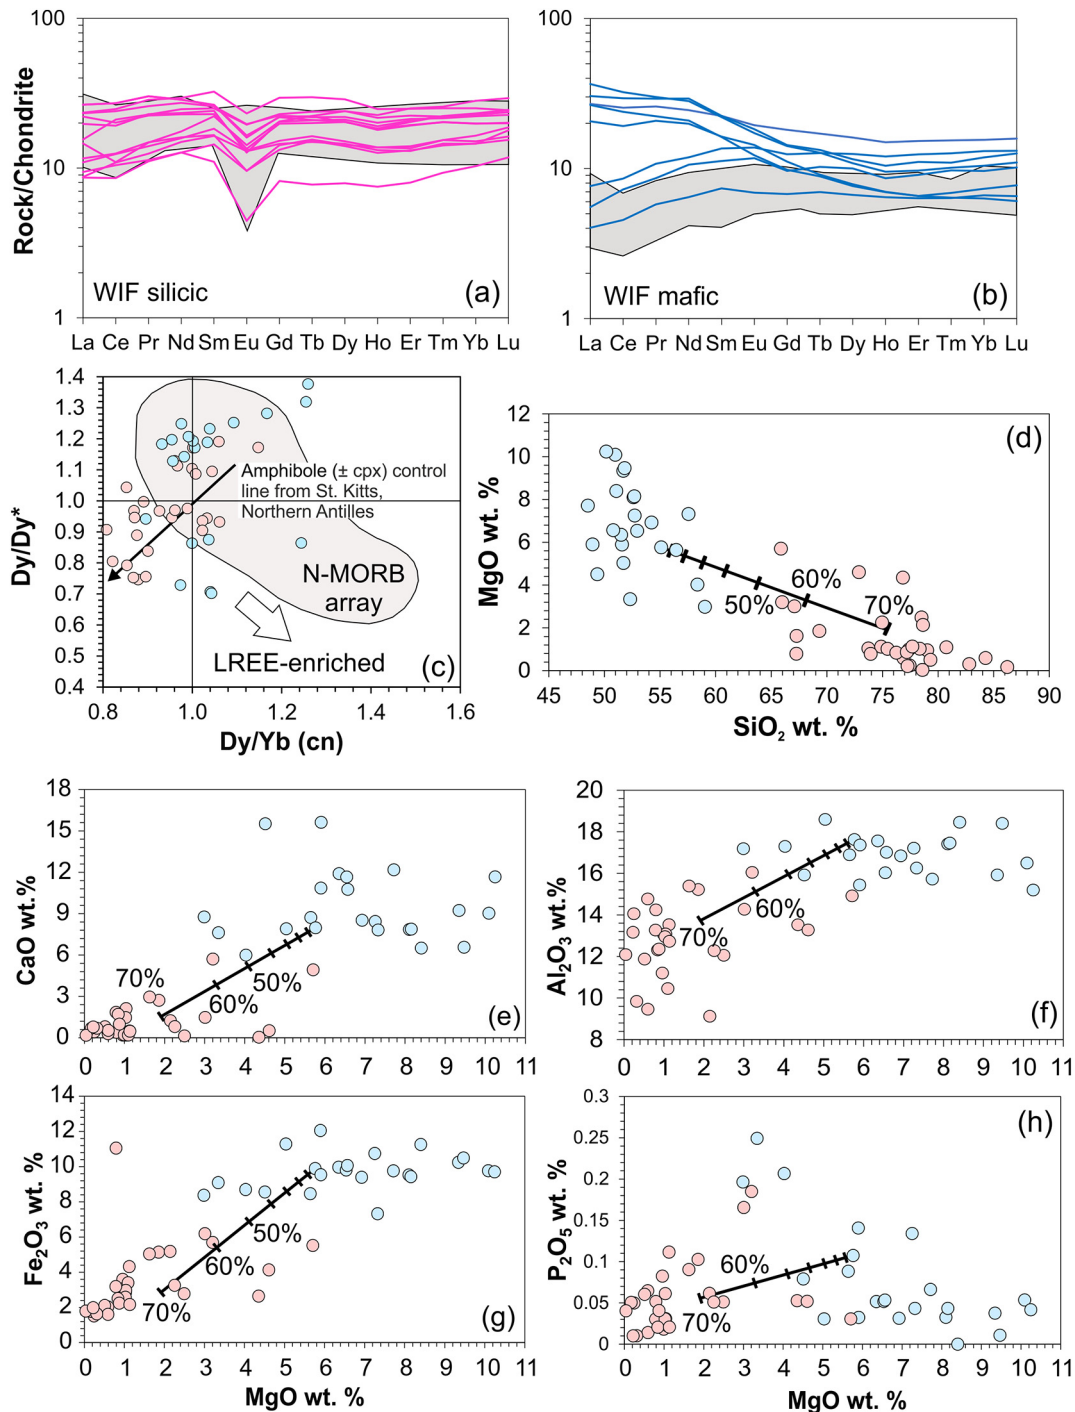 100
10
1
Rock/Chondrite
WIF silicic
(a)
La Ce Pr Nd Sm Eu Gd Tb Dy Ho Er Tm Yb Lu
100
10
1
WIF mafic
(b)
La Ce Pr Nd Sm Eu Gd Tb Dy Ho Er Tm Yb Lu
1.4
1.3
1.2
1.1
1.0
0.9
0.8
0.7
0.6
0.5
0.4
Dy/Dy*
Amphibole (± cpx) control
line from St. Kitts,
Northern Antilles
N-MORB
array
LREE-enriched
(c)
0.8 1.0 1.2 1.4 1.6
Dy/Yb (cn)
12
10
8
6
4
2
0
MgO wt. %
(d)
60%
50%
70%
45 50 55 60 65 70 75 80 85 90
SiO₂ wt. %
18
15
12
9
6
3
0
CaO wt.%
70%
50%
60%
(e)
0 1 2 3 4 5 6 7 8 9 10 11
20
18
16
14
12
10
8
Al₂O₃ wt.%
60%
70%
(f)
0 1 2 3 4 5 6 7 8 9 10 11
14
12
10
8
6
4
2
0
Fe₂O₃ wt. %
50%
60%
70%
(g)
0 1 2 3 4 5 6 7 8 9 10 11
MgO wt. %
0.3
0.25
0.2
0.15
0.1
0.05
0
P₂O₅ wt. %
(h)
60%
70%
0 1 2 3 4 5 6 7 8 9 10 11
MgO wt. %